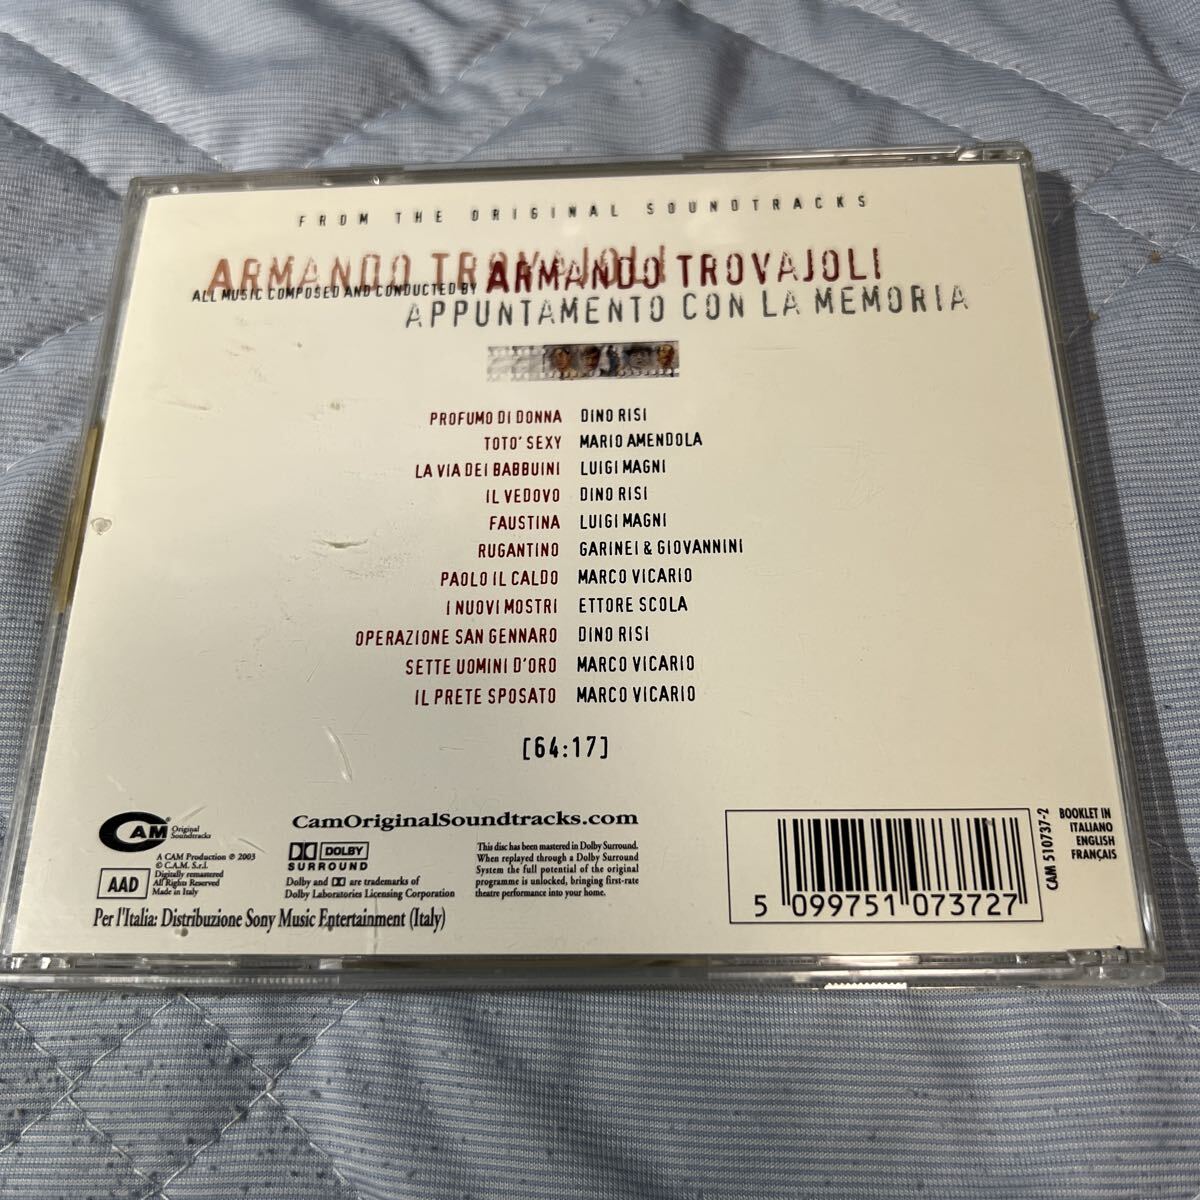 FROM THE ORIGINAL SOUNDTRACKS
ARMANDO TROVAJOLI
ALL MUSIC COMPOSED AND CONDUCTED BY ARMANDO TROVAJOLI
APPUNTAMENTO CON LA MEMORIA
PROFUMO DI DONNA DINO RISI
TOTO' SEXY MARIO AMENDOLA
LA VIA DEI BABBUINI LUIGI MAGNI
IL VEDOVO DINO RISI
FAUSTINA LUIGI MAGNI
RUGANTINO GARINEI & GIOVANNINI
PAOLO IL CALDO MARCO VICARIO
I NUOVI MOSTRI ETTORE SCOLA
OPERAZIONE SAN GENNARO DINO RISI
SETTE UOMINI D'ORO MARCO VICARIO
IL PRETE SPOSATO MARCO VICARIO
[64:17]
CAM Original Soundtracks
A CAM Production ℗ 2003
© C.A.M. S.r.l.
Digitally remastered
All Rights Reserved
Made in Italy
AAD
CamOriginalSoundtracks.com
DOLBY
SURROUND
Dolby and are trademarks of
Dolby Laboratories Licensing Corporation
This disc has been mastered in Dolby Surround.
When replayed through a Dolby Surround
System the full potential of the original
programme is unlocked, bringing first-rate
theatre performance into your home.
Per l'Italia: Distribuzione Sony Music Entertainment (Italy)
5 099751 073727
CAM 510737-2
BOOKLET IN
ITALIANO
ENGLISH
FRANÇAIS